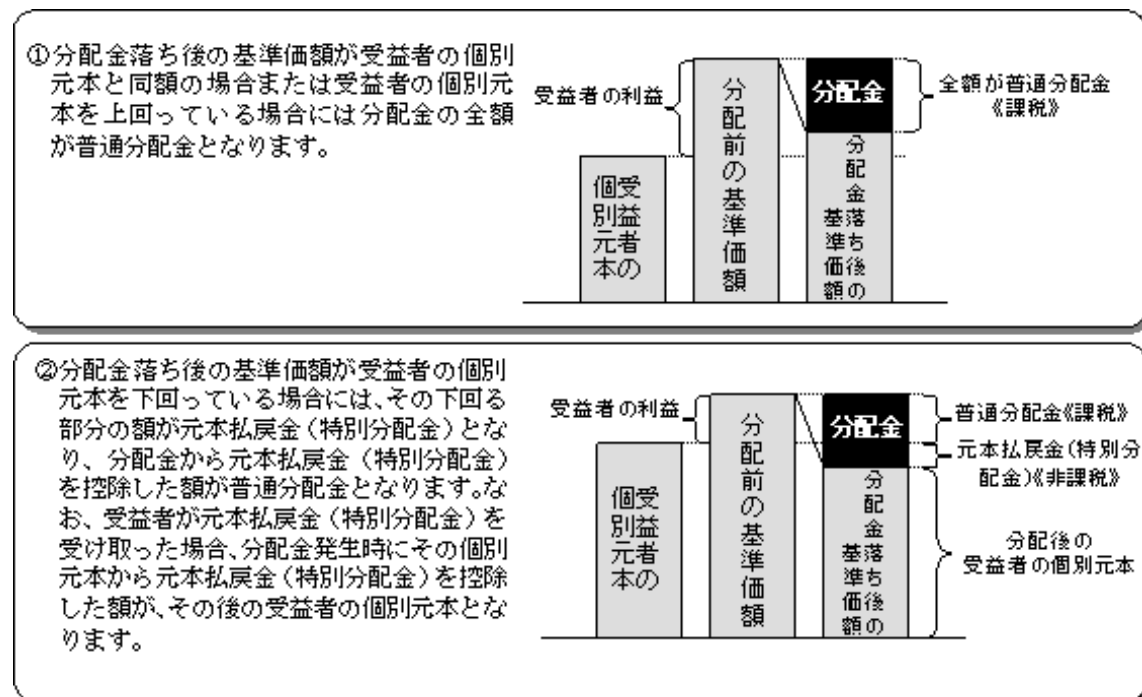 ①分配金落ち後の基準価額が受益者の個別
元本と同額の場合または受益者の個別元
本を上回っている場合には分配金の全額
が普通分配金となります。
受益者の利益
受益者の
個別元本
分配前の基準価額
分配金
分配金落ち後の
基準価額
全額が普通分配金
《課税》
②分配金落ち後の基準価額が受益者の個別
元本を下回っている場合には、その下回る
部分の額が元本払戻金(特別分配金)とな
り、分配金から元本払戻金(特別分配金)
を控除した額が普通分配金となります。な
お、受益者が元本払戻金(特別分配金)を
受け取った場合、分配金発生時にその個別
元本から元本払戻金(特別分配金)を控除
した額が、その後の受益者の個別元本とな
ります。
受益者の利益
受益者の
個別元本
分配前の基準価額
分配金
分配金落ち後の
基準価額
普通分配金《課税》
元本払戻金(特別分
配金)《非課税》
分配後の
受益者の個別元本